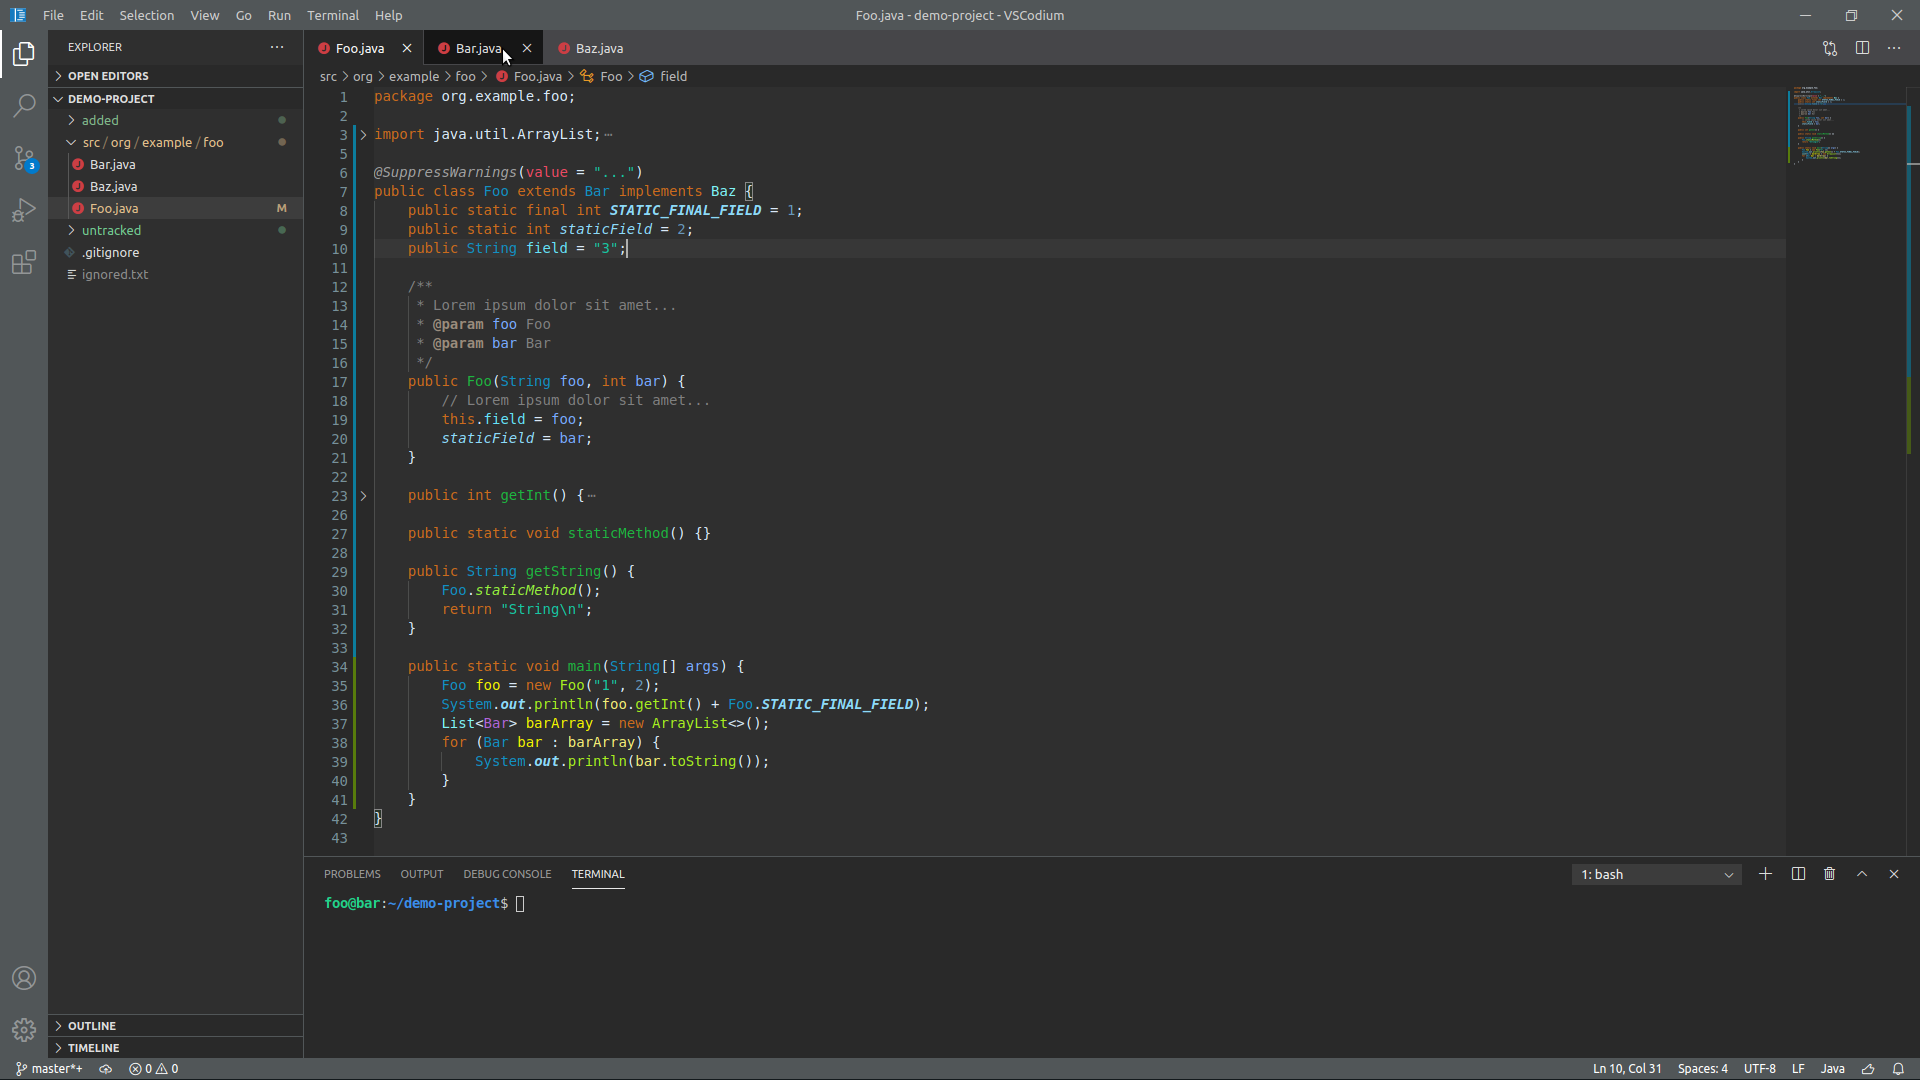 File Edit Selection View Go Run Terminal Help
Foo.java - demo-project - VSCodium
EXPLORER
OPEN EDITORS
DEMO-PROJECT
added
src / org / example / foo
Bar.java
Baz.java
Foo.java M
untracked
.gitignore
ignored.txt
OUTLINE
TIMELINE
3
Foo.java Bar.java Baz.java
src > org > example > foo > Foo.java > Foo > field
1 package org.example.foo;
2
3 import java.util.ArrayList;⋯
5
6 @SuppressWarnings(value = "...")
7 public class Foo extends Bar implements Baz {
8 public static final int STATIC_FINAL_FIELD = 1;
9 public static int staticField = 2;
10 public String field = "3";
11
12 /**
13 * Lorem ipsum dolor sit amet...
14 * @param foo Foo
15 * @param bar Bar
16 */
17 public Foo(String foo, int bar) {
18 // Lorem ipsum dolor sit amet...
19 this.field = foo;
20 staticField = bar;
21 }
22
23 public int getInt() {⋯
26
27 public static void staticMethod() {}
28
29 public String getString() {
30 Foo.staticMethod();
31 return "String\n";
32 }
33
34 public static void main(String[] args) {
35 Foo foo = new Foo("1", 2);
36 System.out.println(foo.getInt() + Foo.STATIC_FINAL_FIELD);
37 List<Bar> barArray = new ArrayList<>();
38 for (Bar bar : barArray) {
39 System.out.println(bar.toString());
40 }
41 }
42 }
43
PROBLEMS OUTPUT DEBUG CONSOLE TERMINAL
1: bash
foo@bar:~/demo-project$
master*+ 0 0
Ln 10, Col 31 Spaces: 4 UTF-8 LF Java